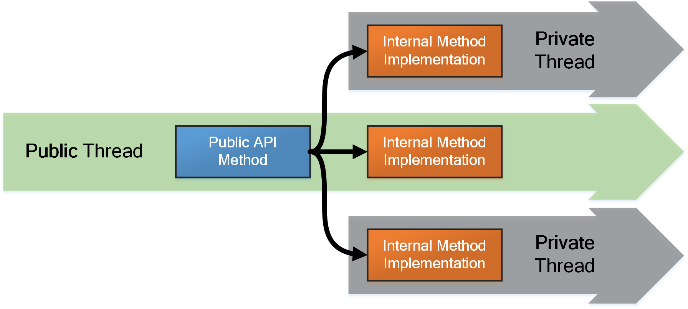 Internal Method
Implementation
Private
Thread
Public Thread
Public API
Method
Internal Method
Implementation
Internal Method
Implementation
Private
Thread